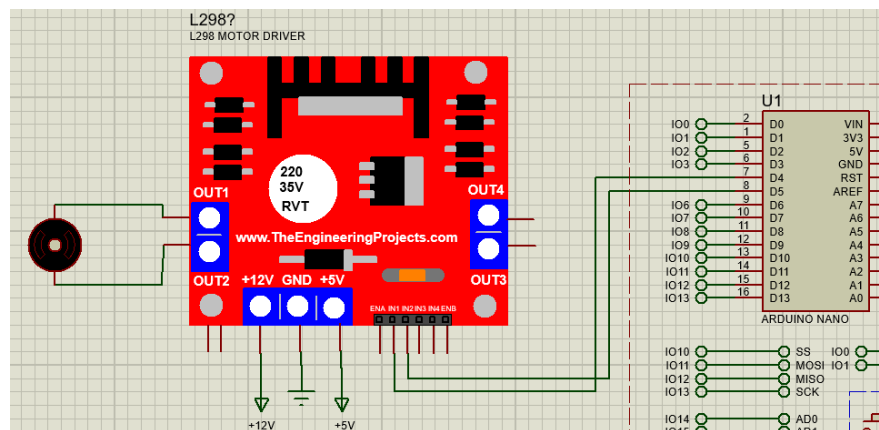 L298?
L298 MOTOR DRIVER
220
35V
RVT
OUT1
OUT4
www.TheEngineeringProjects.com
OUT2
+12V GND +5V
OUT3
ENA IN1 IN2 IN3 IN4 ENB
+12V
+5V
U1
IO0 2 D0 VIN
IO1 1 D1 3V3
IO2 5 D2 5V
IO3 6 D3 GND
7 D4 RST
8 D5 AREF
IO6 9 D6 A7
IO7 10 D7 A6
IO8 11 D8 A5
IO9 12 D9 A4
IO10 13 D10 A3
IO11 14 D11 A2
IO12 15 D12 A1
IO13 16 D13 A0
ARDUINO NANO
IO10 SS IO0
IO11 MOSI IO1
IO12 MISO
IO13 SCK
IO14 AD0